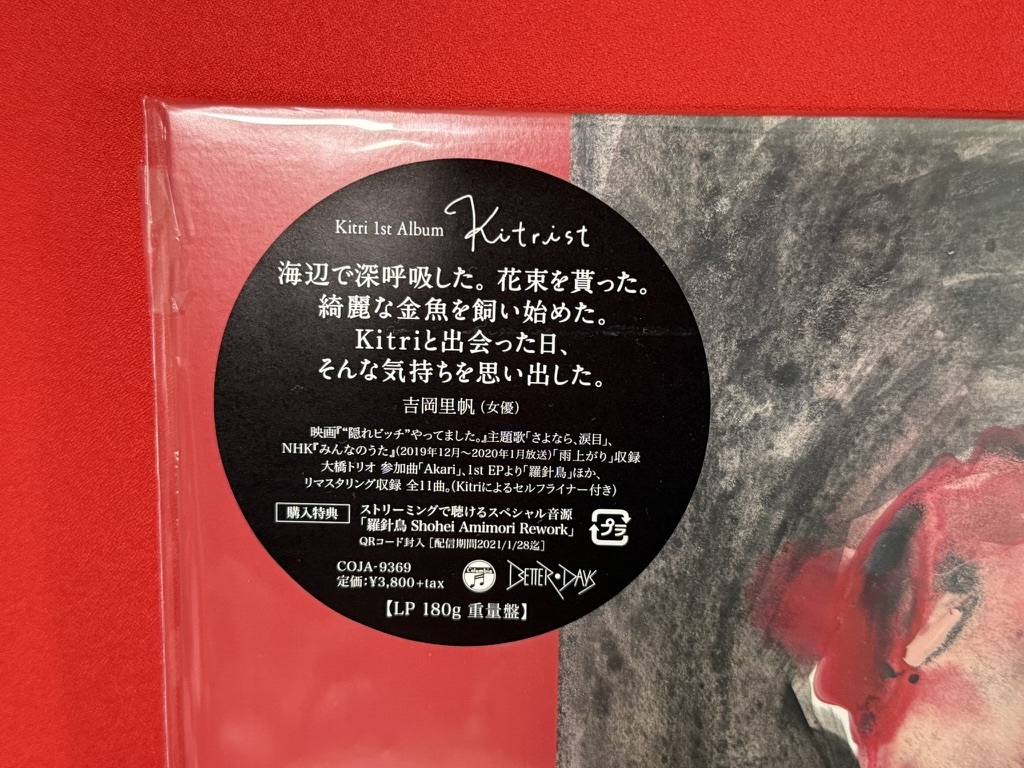 Kitri 1st Album Kitrist
海辺で深呼吸した。花束を貰った。
綺麗な金魚を飼い始めた。
Kitriと出会った日、
そんな気持ちを思い出した。
吉岡里帆(女優)
映画『“隠れビッチ”やってました。』主題歌「さよなら、涙目」、
NHK『みんなのうた』(2019年12月〜2020年1月放送)「雨上がり」収録
大橋トリオ 参加曲「Akari」、1st EPより「羅針鳥」ほか、
リマスタリング収録 全11曲。(Kitriによるセルフライナー付き)
購入特典 ストリーミングで聴けるスペシャル音源
「羅針鳥 Shohei Amimori Rework」
QRコード封入 [配信期間2021/1/28迄]
プラ
COJA-9369
定価:¥3,800+tax
Columbia
BETTER・DAYS
【LP 180g 重量盤】